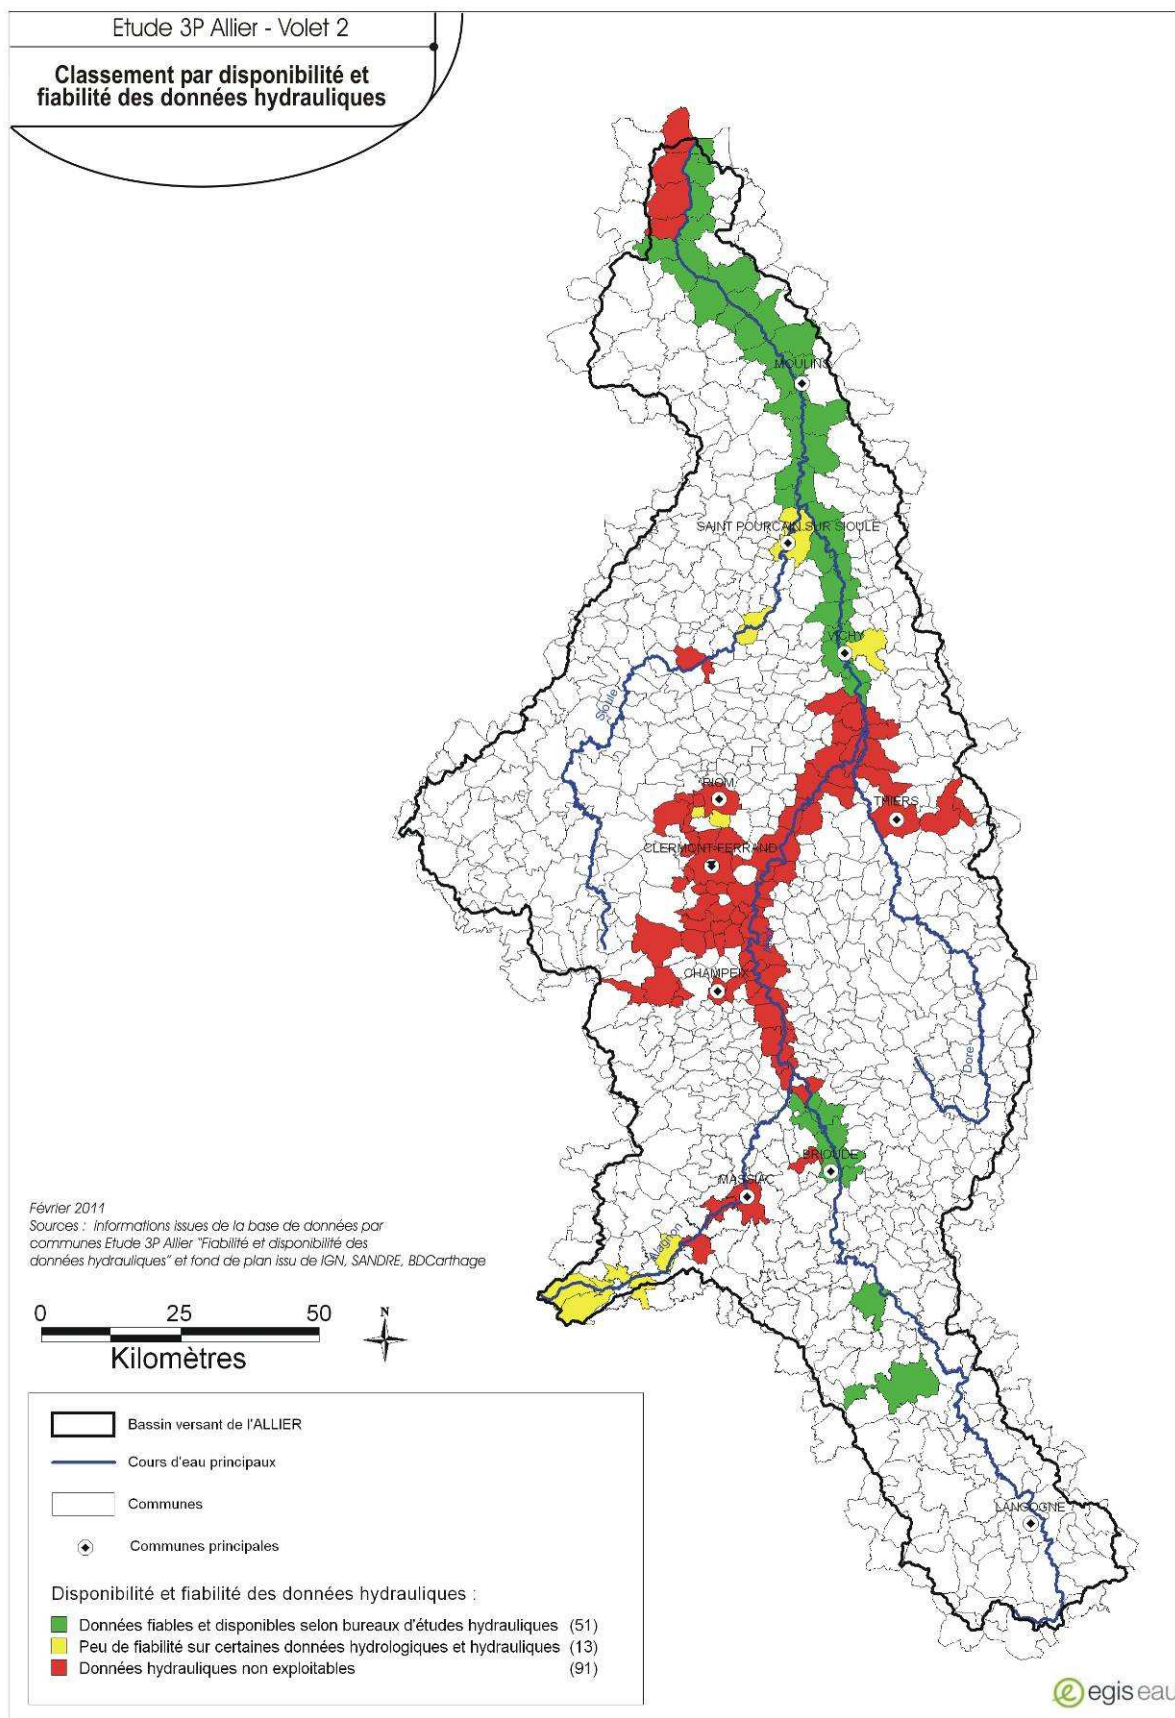 Etude 3P Allier - Volet 2
Classement par disponibilité et
fiabilité des données hydrauliques
MOULINS
SAINT POURCAIN SUR SIOULE
VICHY
Sioule
RIOM
THIERS
CLERMONT-FERRAND
CHAMPEIX
Dore
BRIOUDE
MASSIAC
Alagnon
LANGOGNE
Février 2011
Sources : Informations issues de la base de données par
communes Etude 3P Allier "Fiabilité et disponibilité des
données hydrauliques" et fond de plan issu de IGN, SANDRE, BDCarthage
0 25 50
Kilomètres
N
Bassin versant de l'ALLIER
Cours d'eau principaux
Communes
Communes principales
Disponibilité et fiabilité des données hydrauliques :
Données fiables et disponibles selon bureaux d'études hydrauliques (51)
Peu de fiabilité sur certaines données hydrologiques et hydrauliques (13)
Données hydrauliques non exploitables (91)
egis eau